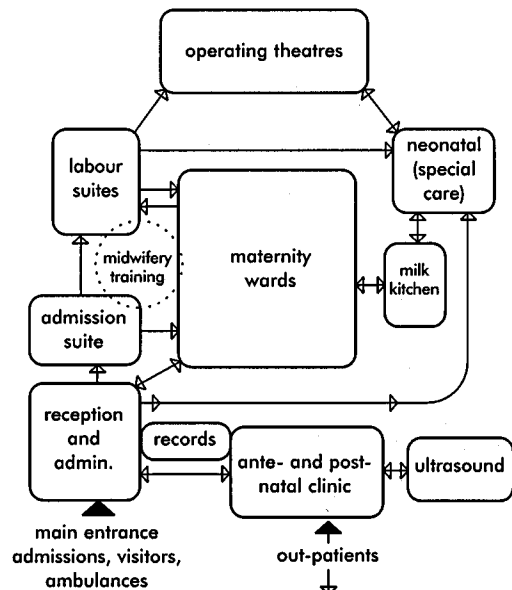 operating theatres
labour
suites
neonatal
(special
care)
midwifery
training
maternity
wards
milk
kitchen
admission
suite
reception
and
admin.
records
ante- and post-
natal clinic
ultrasound
main entrance
admissions, visitors,
ambulances
out-patients